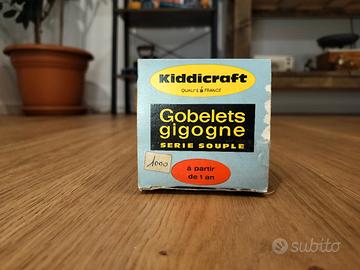 Kiddicraft
QUALITÉ FRANCE
Gobelets
gigogne
SERIE SOUPLE
1000
à partir
de 1 an
subito